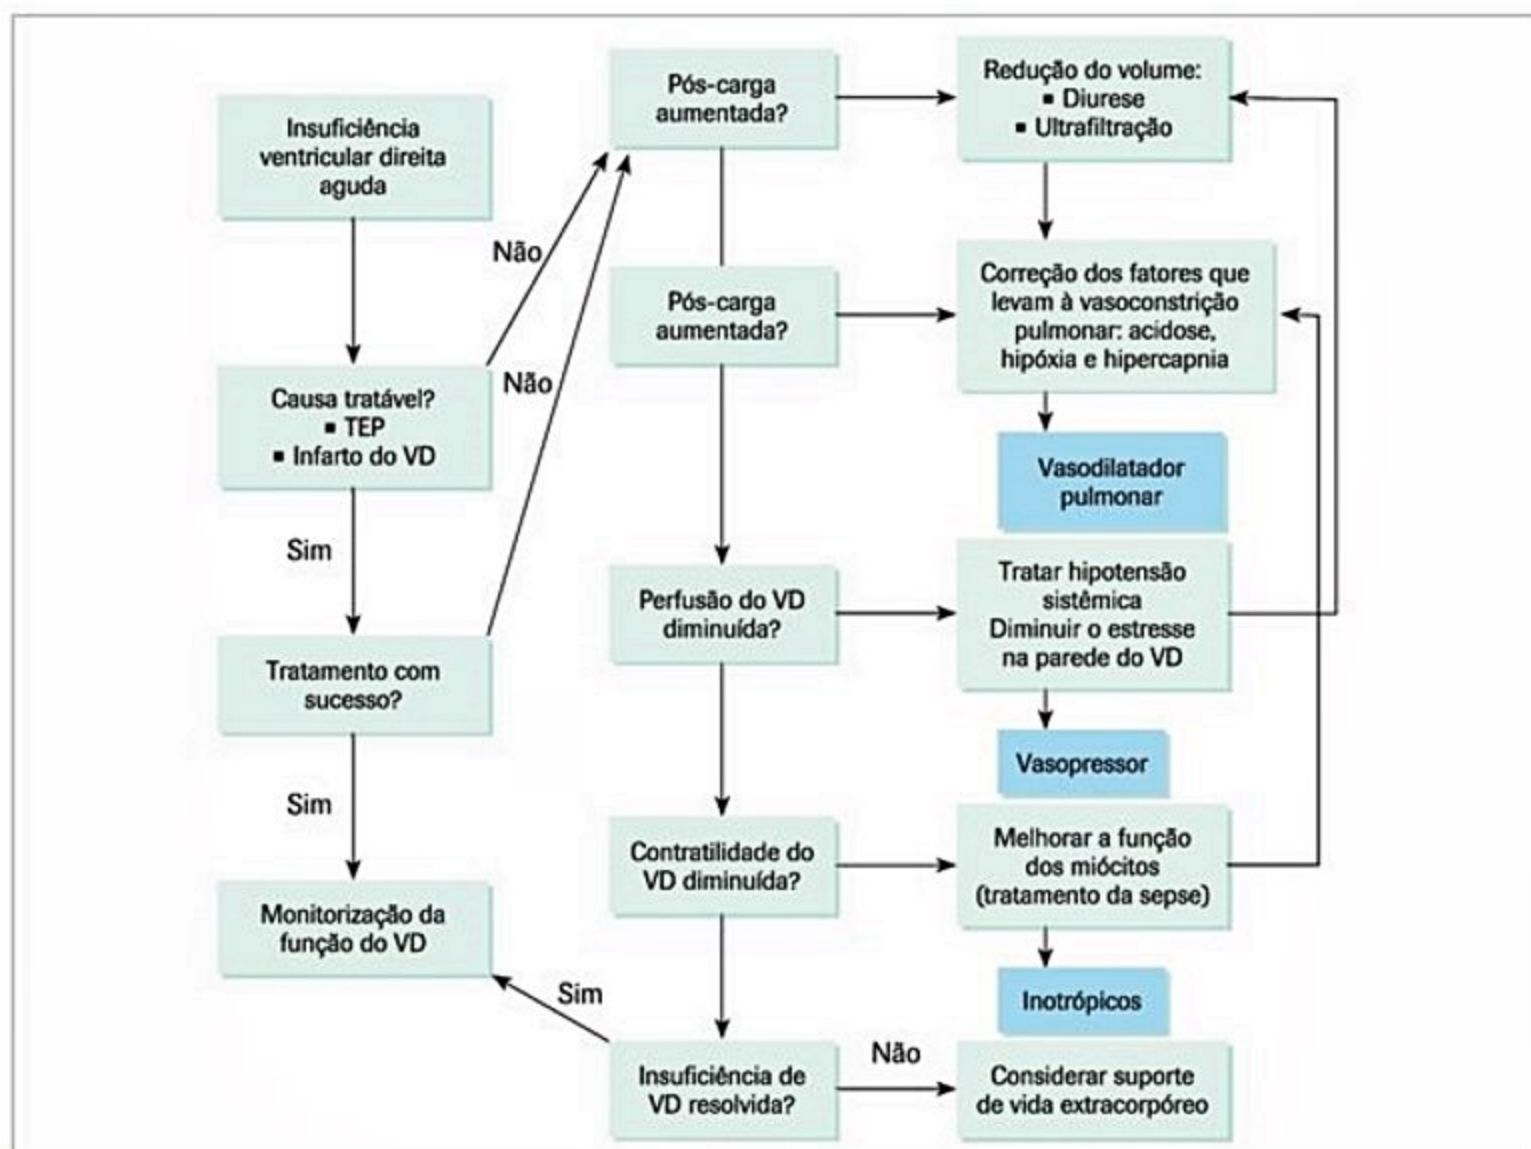 Insuficiência
ventricular direita
aguda
Não
Causa tratável?
▪ TEP
▪ Infarto do VD
Não
Sim
Tratamento com
sucesso?
Sim
Monitorização da
função do VD
Pós-carga
aumentada?
Redução do volume:
▪ Diurese
▪ Ultrafiltração
Pós-carga
aumentada?
Correção dos fatores que
levam à vasoconstrição
pulmonar: acidose,
hipóxia e hipercapnia
Vasodilatador
pulmonar
Perfusão do VD
diminuída?
Tratar hipotensão
sistêmica
Diminuir o estresse
na parede do VD
Vasopressor
Contratilidade do
VD diminuída?
Melhorar a função
dos miócitos
(tratamento da sepse)
Inotrópicos
Sim
Insuficiência de
VD resolvida?
Não
Considerar suporte
de vida extracorpóreo